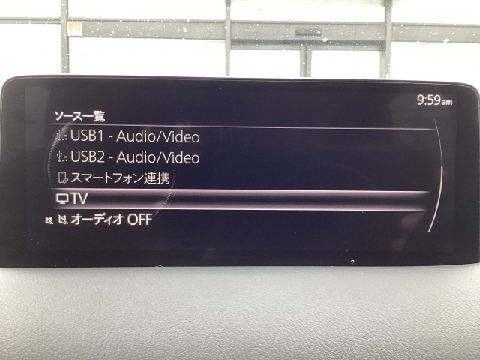 9:59am
ソース一覧
USB1 - Audio/Video
USB2 - Audio/Video
スマートフォン連携
TV
オーディオ OFF